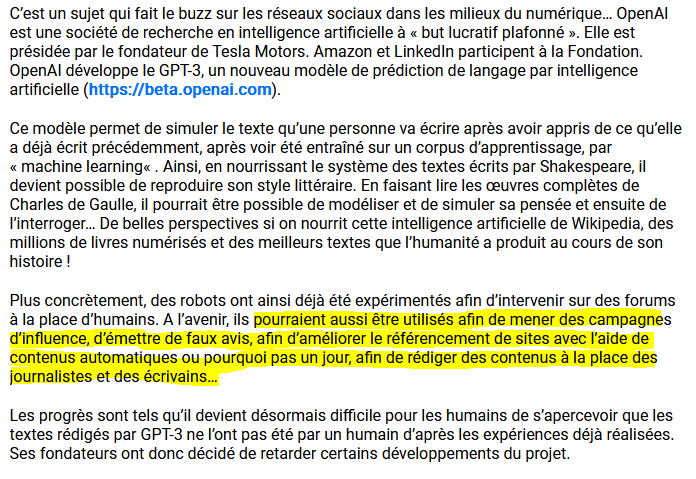 C'est un sujet qui fait le buzz sur les réseaux sociaux dans les milieux du numérique… OpenAI
est une société de recherche en intelligence artificielle à « but lucratif plafonné ». Elle est
présidée par le fondateur de Tesla Motors. Amazon et LinkedIn participent à la Fondation.
OpenAI développe le GPT-3, un nouveau modèle de prédiction de langage par intelligence
artificielle (https://beta.openai.com).
Ce modèle permet de simuler le texte qu'une personne va écrire après avoir appris de ce qu'elle
a déjà écrit précédemment, après voir été entraîné sur un corpus d'apprentissage, par
« machine learning« . Ainsi, en nourrissant le système des textes écrits par Shakespeare, il
devient possible de reproduire son style littéraire. En faisant lire les œuvres complètes de
Charles de Gaulle, il pourrait être possible de modéliser et de simuler sa pensée et ensuite de
l'interroger… De belles perspectives si on nourrit cette intelligence artificielle de Wikipedia, des
millions de livres numérisés et des meilleurs textes que l'humanité a produit au cours de son
histoire !
Plus concrètement, des robots ont ainsi déjà été expérimentés afin d'intervenir sur des forums
à la place d'humains. A l'avenir, ils pourraient aussi être utilisés afin de mener des campagnes
d'influence, d'émettre de faux avis, afin d'améliorer le référencement de sites avec l'aide de
contenus automatiques ou pourquoi pas un jour, afin de rédiger des contenus à la place des
journalistes et des écrivains…
Les progrès sont tels qu'il devient désormais difficile pour les humains de s'apercevoir que les
textes rédigés par GPT-3 ne l'ont pas été par un humain d'après les expériences déjà réalisées.
Ses fondateurs ont donc décidé de retarder certains développements du projet.